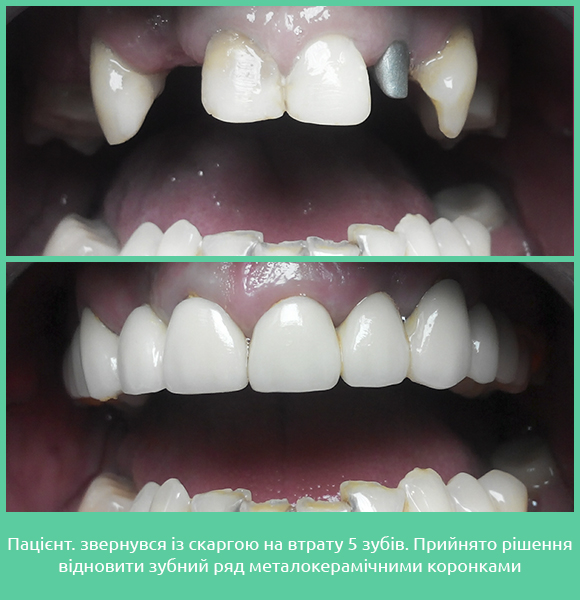 Пацієнт. звернувся із скаргою на втрату 5 зубів. Прийнято рішення
відновити зубний ряд металокерамічними коронками